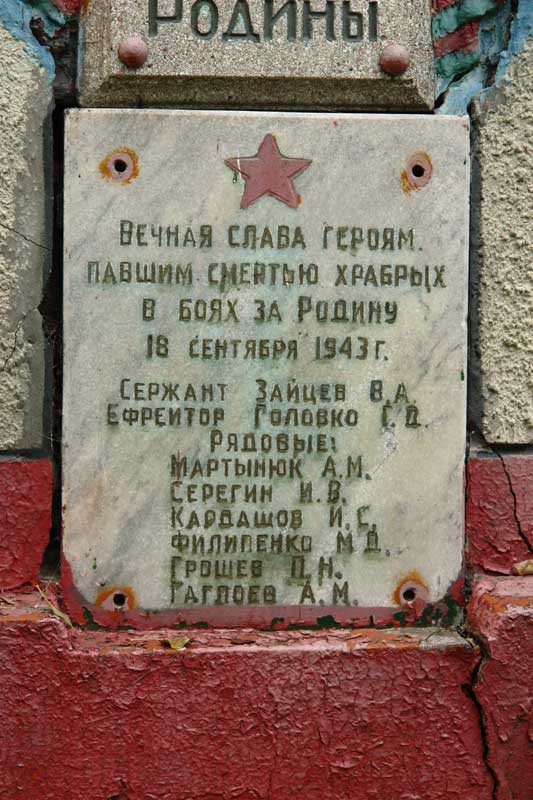 Родины
Вечная слава героям.
павшим смертью храбрых
в боях за Родину
18 сентября 1943 г.
Сержант Зайцев В.А.
Ефрейтор Головко Г.Д.
Рядовые:
Мартынюк А.М.
Серегин И.В.
Кардашов И.С.
Филипенко М.Д.
Грошев П.Н.
Гаглоев А.М.